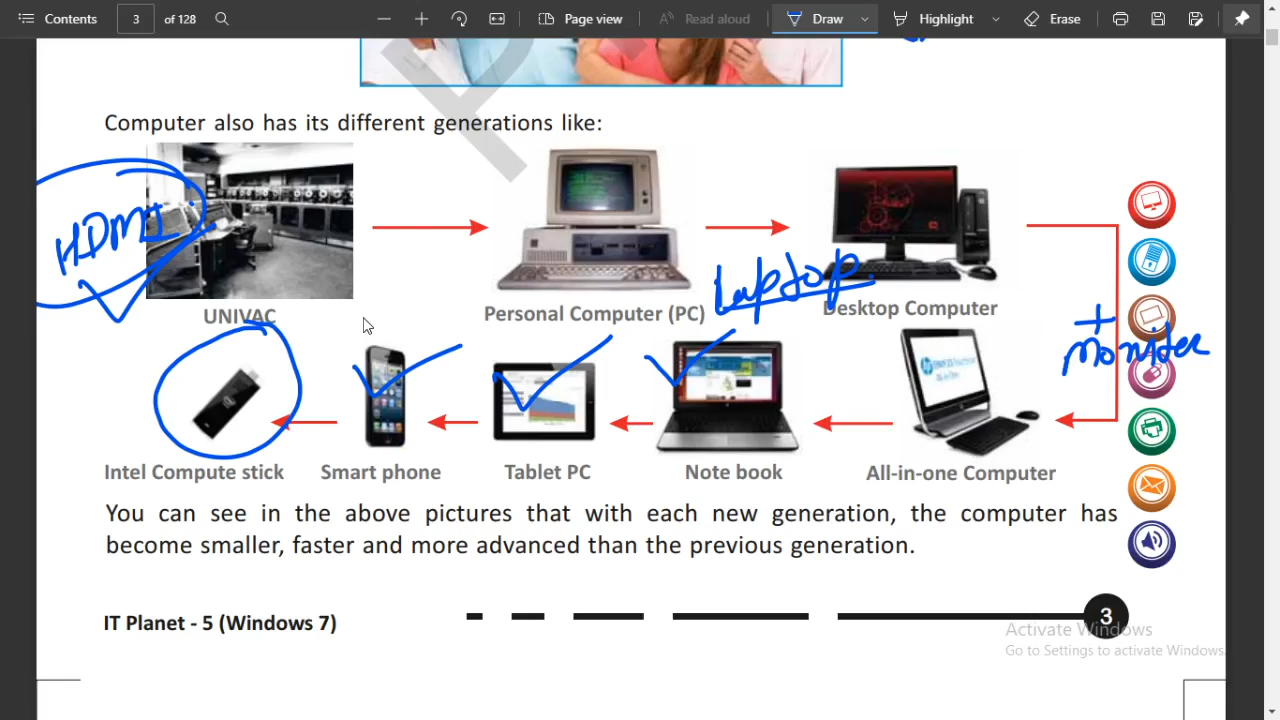 Contents
3
of 128
Page view
Read aloud
Draw
Highlight
Erase
Computer also has its different generations like:
HDMI
Laptop
UNIVAC
Personal Computer (PC)
Desktop Computer
+
moniter
Intel Compute stick
Smart phone
Tablet PC
Note book
All-in-one Computer
You can see in the above pictures that with each new generation, the computer has
become smaller, faster and more advanced than the previous generation.
IT Planet - 5 (Windows 7)
3
Activate Windows
Go to Settings to activate Windows.